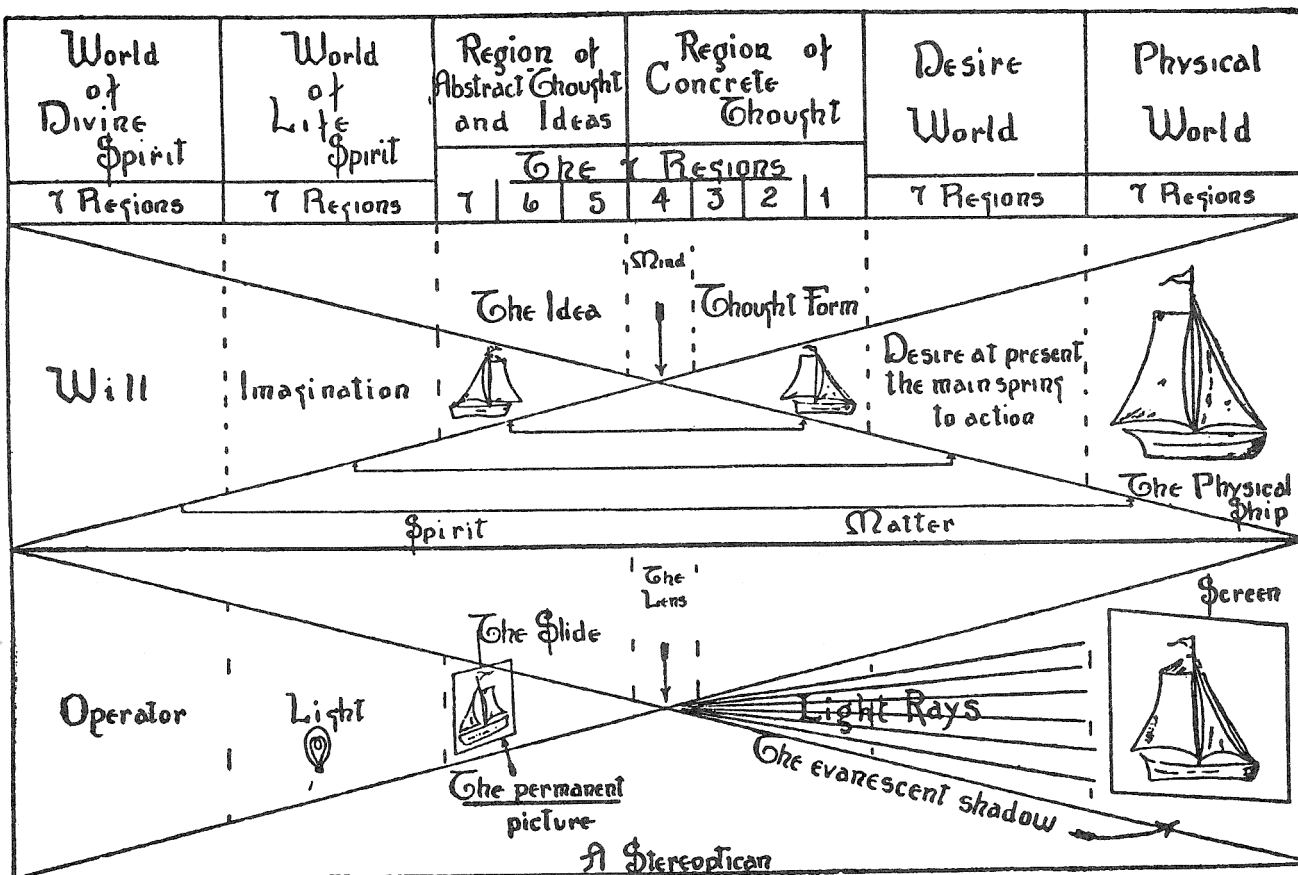 World
of
Divine
Spirit
World
of
Life
Spirit
Region of
Abstract Thought
and Ideas
Region of
Concrete
Thought
Desire
World
Physical
World
The 7 Regions
7 Regions
7 Regions
7 6 5 4 3 2 1
7 Regions
7 Regions
Mind
The Idea
Thought Form
Will
Imagination
Desire at present
the main spring
to action
The Physical
Ship
Spirit
Matter
The
Lens
Screen
The Slide
Operator
Light
Light Rays
The evanescent shadow
The permanent
picture
A Stereoptican